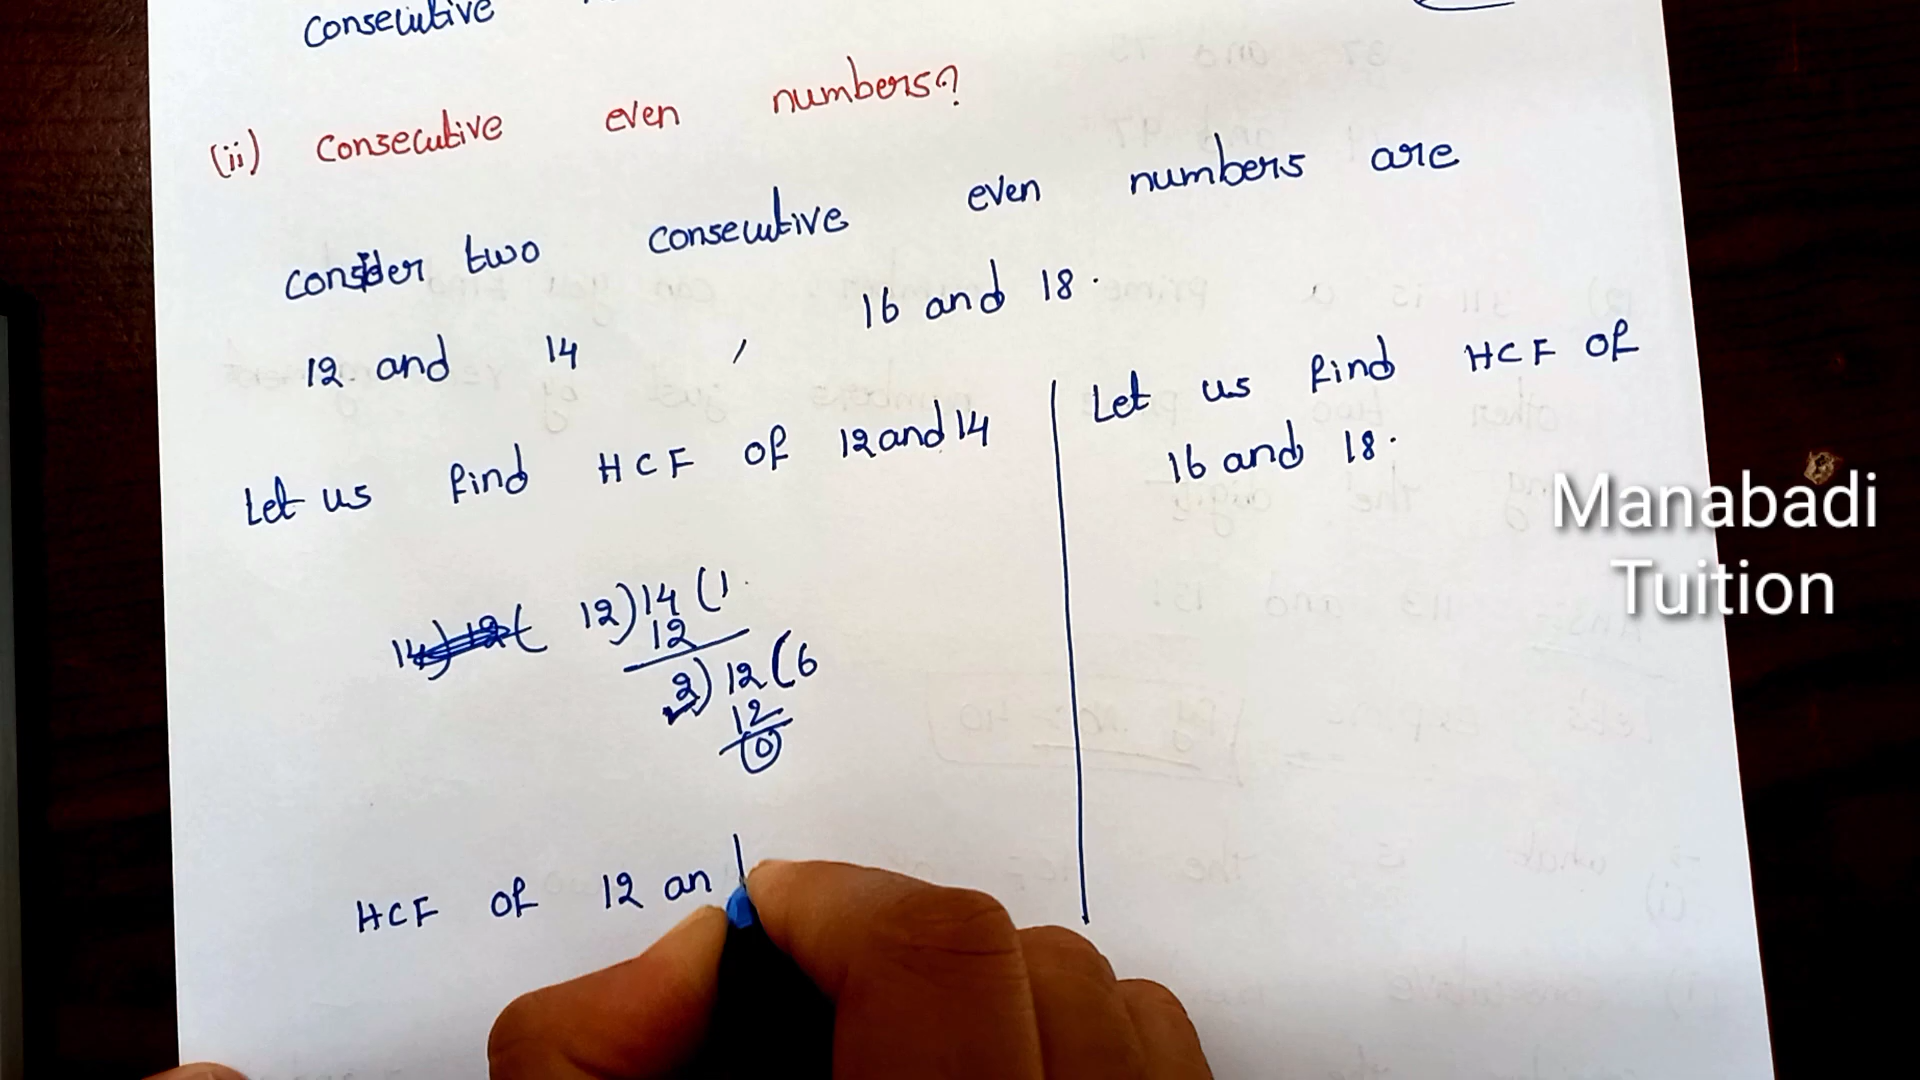 consecutive
(ii) consecutive even numbers?
consider two consecutive even numbers are
12 and 14 , 16 and 18.
Let us find HCF of 12and14
14) 12(
12)14(1
12
2)12(6
12
0
HCF of 12 an
Let us find HCF of
16 and 18.
Manabadi
Tuition